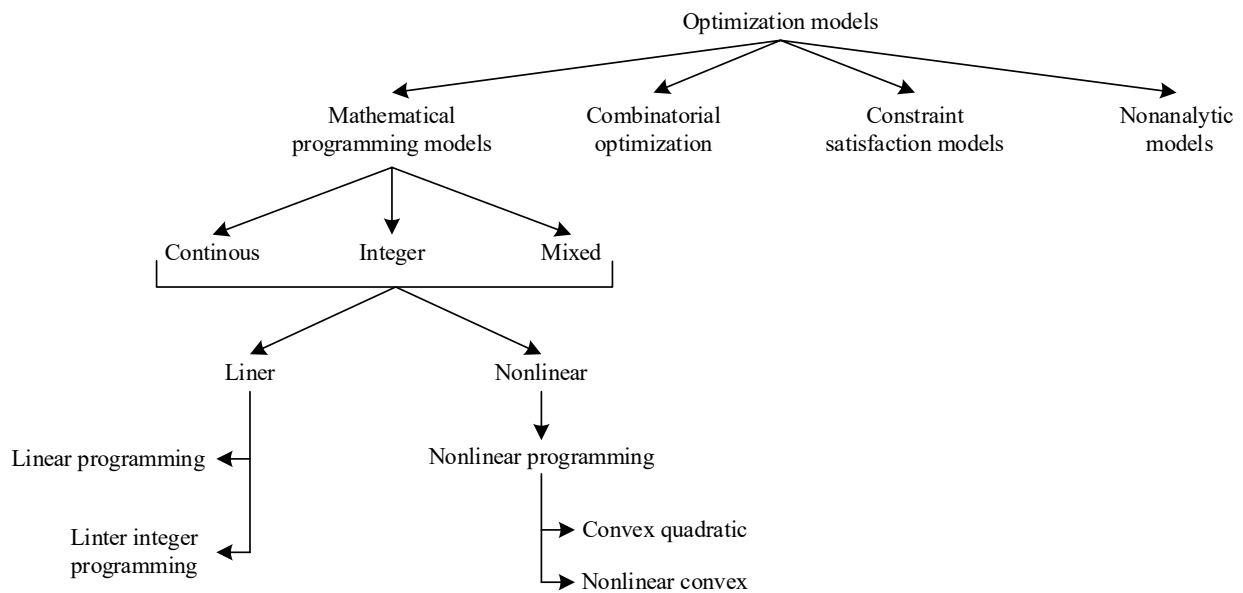 Optimization models
Mathematical
programming models
Combinatorial
optimization
Constraint
satisfaction models
Nonanalytic
models
Continous
Integer
Mixed
Liner
Nonlinear
Linear programming
Nonlinear programming
Linter integer
programming
Convex quadratic
Nonlinear convex